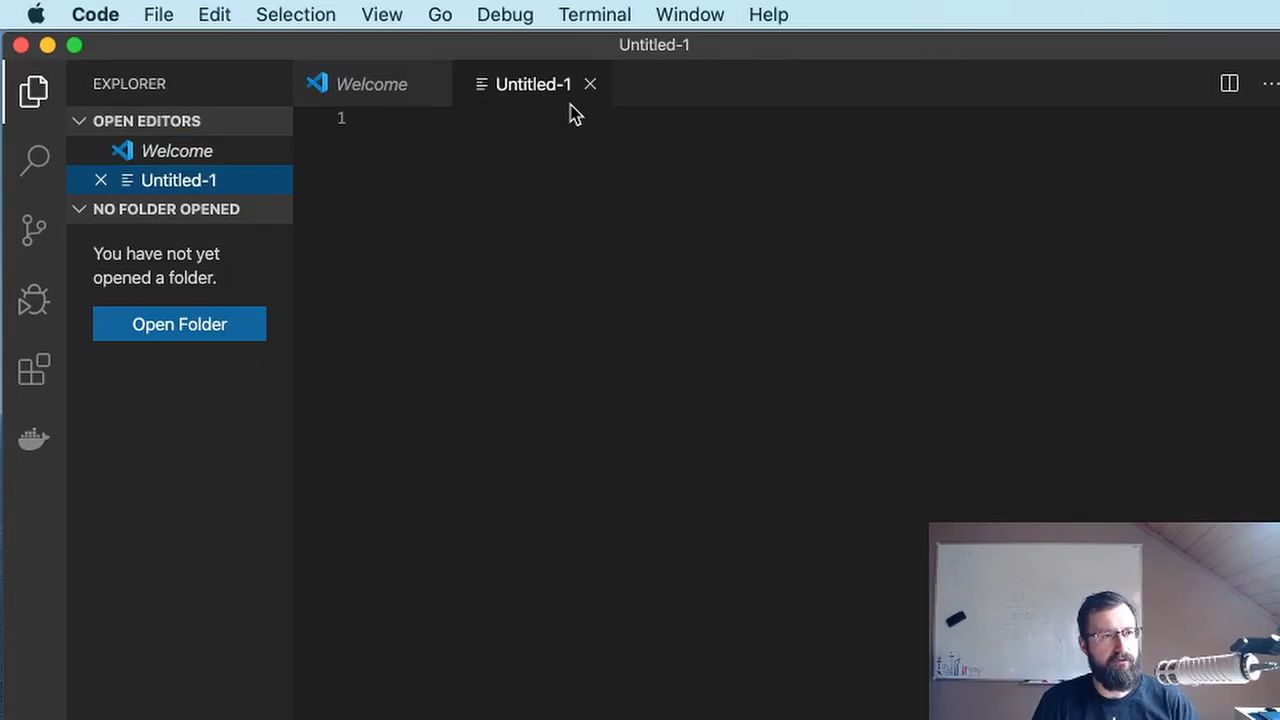 Code File Edit Selection View Go Debug Terminal Window Help
Untitled-1
EXPLORER
Welcome
Untitled-1
OPEN EDITORS
Welcome
Untitled-1
NO FOLDER OPENED
You have not yet
opened a folder.
Open Folder
1